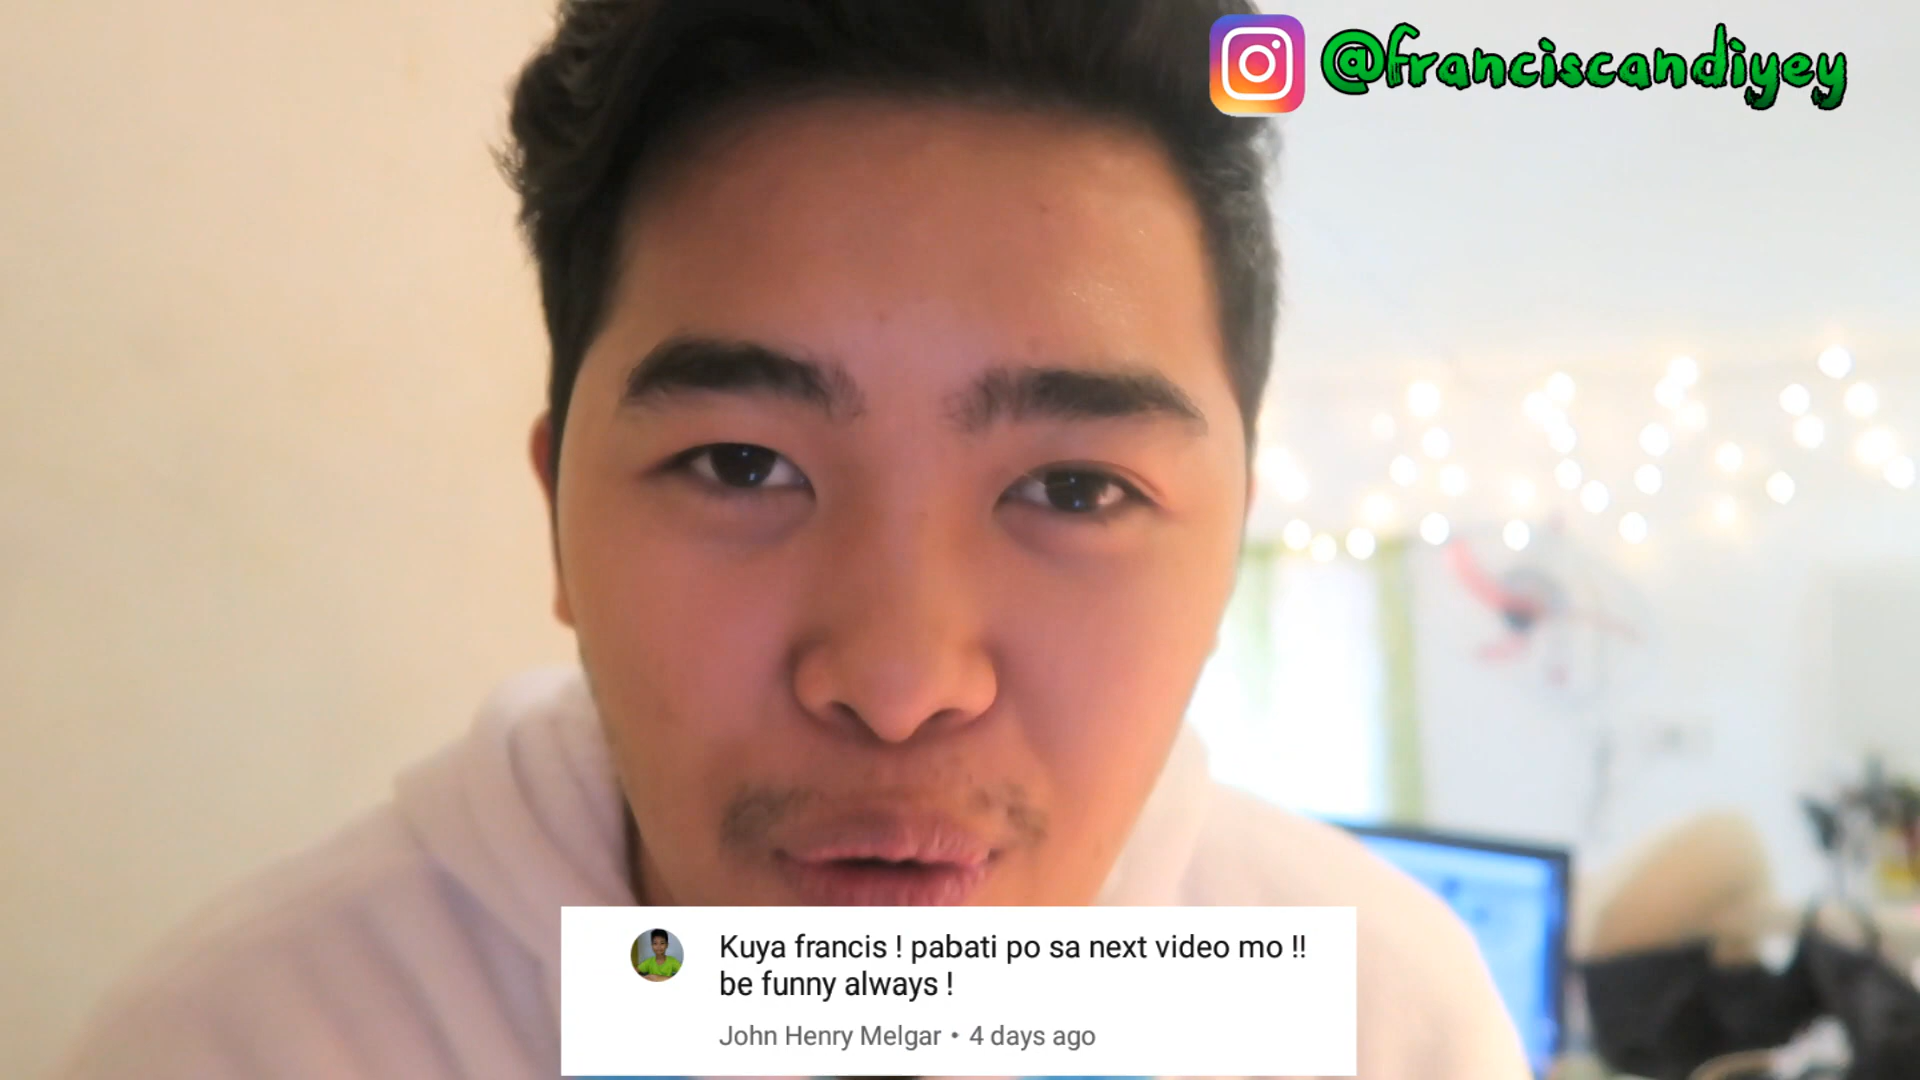 @franciscandiyey
Kuya francis ! pabati po sa next video mo !!
be funny always !
John Henry Melgar • 4 days ago